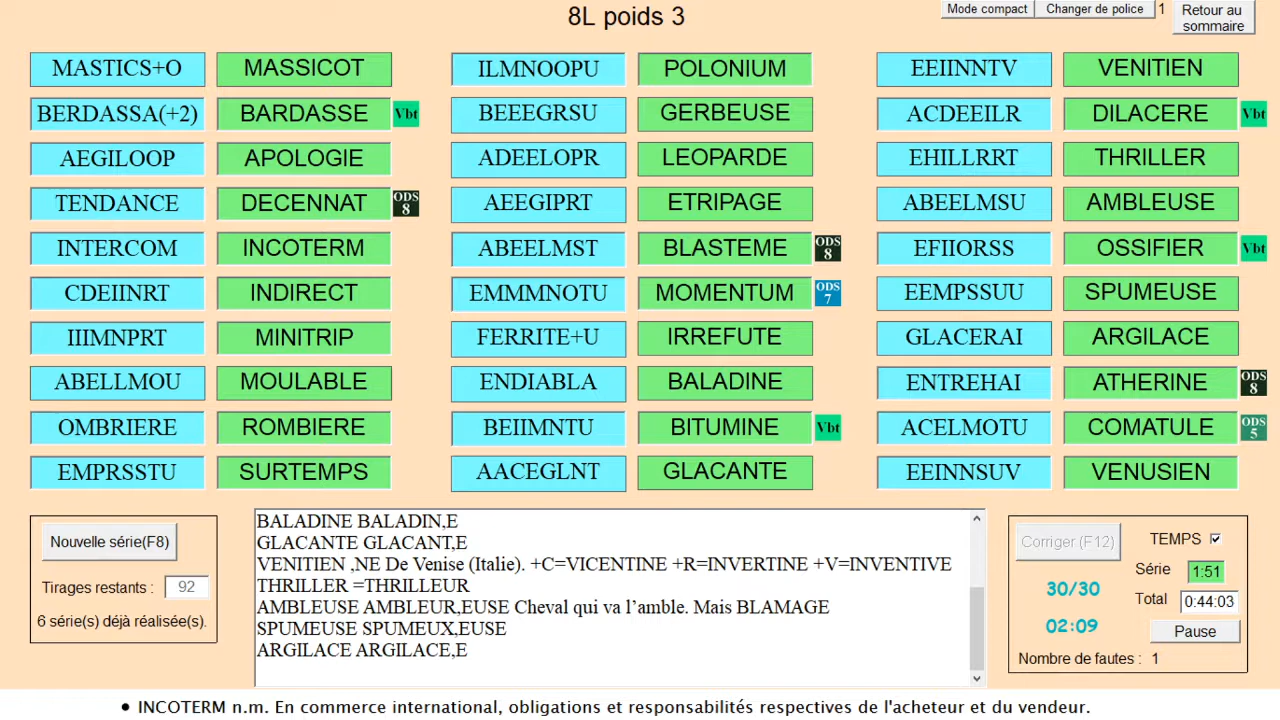 8L poids 3
Mode compact
Changer de police
1
Retour au
sommaire
MASTICS+O MASSICOT
BERDASSA(+2) BARDASSE Vbt
AEGILOOP APOLOGIE
TENDANCE DECENNAT ODS 8
INTERCOM INCOTERM
CDEIINRT INDIRECT
IIIMNPRT MINITRIP
ABELLMOU MOULABLE
OMBRIERE ROMBIERE
EMPRSSTU SURTEMPS
ILMNOOPU POLONIUM
BEEEGRSU GERBEUSE
ADEELOPR LEOPARDE
AEEGIPRT ETRIPAGE
ABEELMST BLASTEME ODS 8
EMMMNOTU MOMENTUM ODS 7
FERRITE+U IRREFUTE
ENDIABLA BALADINE
BEIIMNTU BITUMINE Vbt
AACEGLNT GLACANTE
EEIINNTV VENITIEN
ACDEEILR DILACERE Vbt
EHILLRRT THRILLER
ABEELMSU AMBLEUSE
EFIIORSS OSSIFIER Vbt
EEMPSSUU SPUMEUSE
GLACERAI ARGILACE
ENTREHAI ATHERINE ODS 8
ACELMOTU COMATULE ODS 5
EEINNSUV VENUSIEN
Nouvelle série(F8)
Tirages restants : 92
6 série(s) déjà réalisée(s).
BALADINE BALADIN,E
GLACANTE GLACANT,E
VENITIEN ,NE De Venise (Italie). +C=VICENTINE +R=INVERTINE +V=INVENTIVE
THRILLER =THRILLEUR
AMBLEUSE AMBLEUR,EUSE Cheval qui va l’amble. Mais BLAMAGE
SPUMEUSE SPUMEUX,EUSE
ARGILACE ARGILACE,E
Corriger (F12)
TEMPS
Série 1:51
30/30
Total 0:44:03
02:09
Pause
Nombre de fautes : 1
• INCOTERM n.m. En commerce international, obligations et responsabilités respectives de l'acheteur et du vendeur.